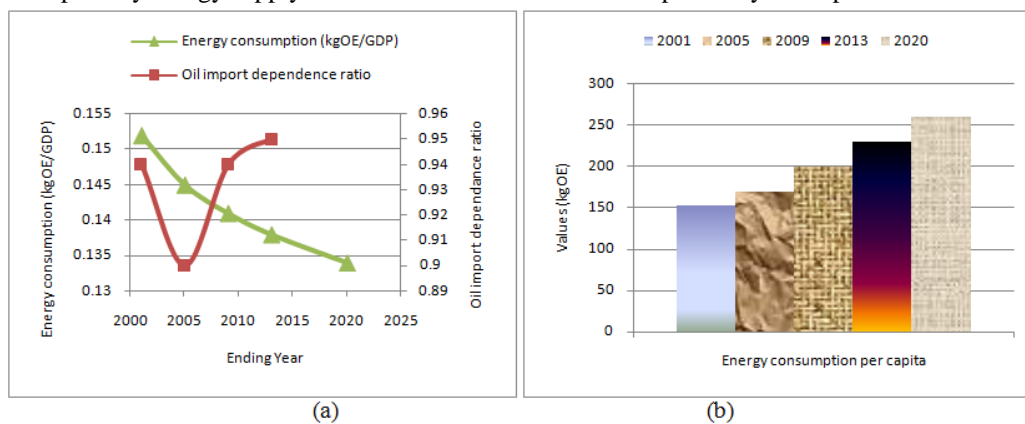 Energy consumption (kgOE/GDP)
Oil import dependence ratio
Energy consumption (kgOE/GDP)
0.155
0.15
0.145
0.14
0.135
0.13
0.96
0.95
0.94
0.93
0.92
0.91
0.9
0.89
Oil import dependance ratio
2000 2005 2010 2015 2020 2025
Ending Year
(a)
2001 2005 2009 2013 2020
Values (kgOE)
300
250
200
150
100
50
0
Energy consumption per capita
(b)